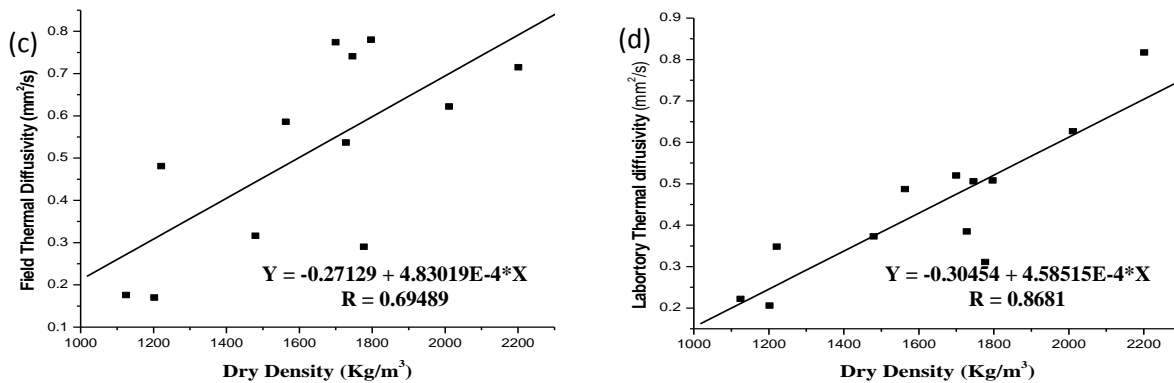 (c)
Field Thermal Diffusivity (mm²/s)
0.8
0.7
0.6
0.5
0.4
0.3
0.2
0.1
Y = -0.27129 + 4.83019E-4*X
R = 0.69489
1000 1200 1400 1600 1800 2000 2200
Dry Density (Kg/m³)
(d)
Labortory Thermal diffusivity (mm²/s)
0.9
0.8
0.7
0.6
0.5
0.4
0.3
0.2
Y = -0.30454 + 4.58515E-4*X
R = 0.8681
1000 1200 1400 1600 1800 2000 2200
Dry Density (Kg/m³)